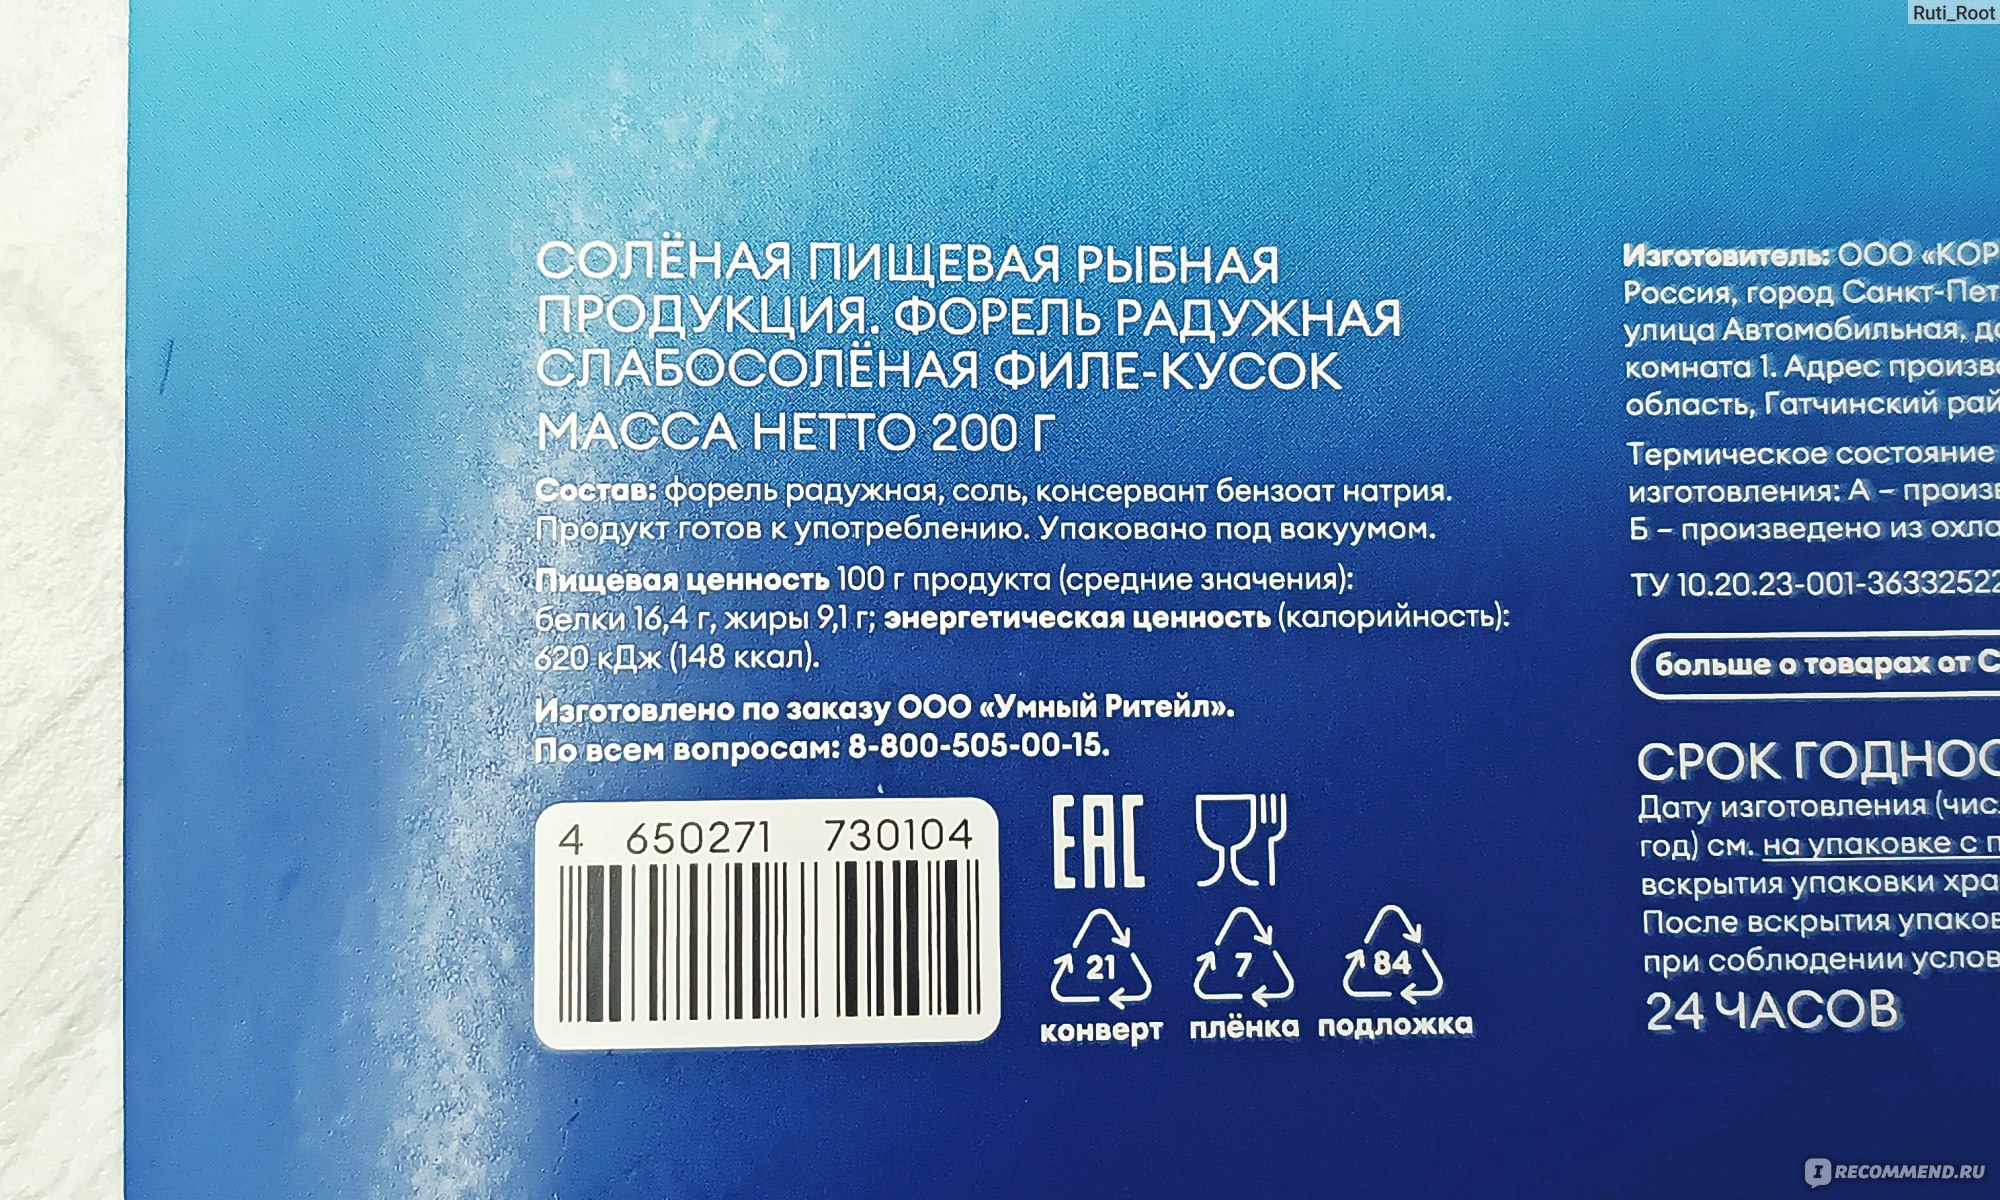 Ruti_Root
СОЛЁНАЯ ПИЩЕВАЯ РЫБНАЯ
ПРОДУКЦИЯ. ФОРЕЛЬ РАДУЖНАЯ
СЛАБОСОЛЁНАЯ ФИЛЕ-КУСОК
МАССА НЕТТО 200 Г
Состав: форель радужная, соль, консервант бензоат натрия.
Продукт готов к употреблению. Упаковано под вакуумом.
Пищевая ценность 100 г продукта (средние значения):
белки 16,4 г, жиры 9,1 г; энергетическая ценность (калорийность):
620 кДж (148 ккал).
Изготовлено по заказу ООО «Умный Ритейл».
По всем вопросам: 8-800-505-00-15.
4 650271 730104
EAC
21 7 84
конверт плёнка подложка
Изготовитель: ООО «КОР
Россия, город Санкт-Пет
улица Автомобильная, до
комната 1. Адрес произво
область, Гатчинский рай
Термическое состояние
изготовления: А – произв
Б – произведено из охла
ТУ 10.20.23-001-36332522
больше о товарах от С
СРОК ГОДНОС
Дату изготовления (чис
год) см. на упаковке с п
вскрытия упаковки хра
После вскрытия упаков
при соблюдении услов
24 ЧАСОВ
IRECOMMEND.RU